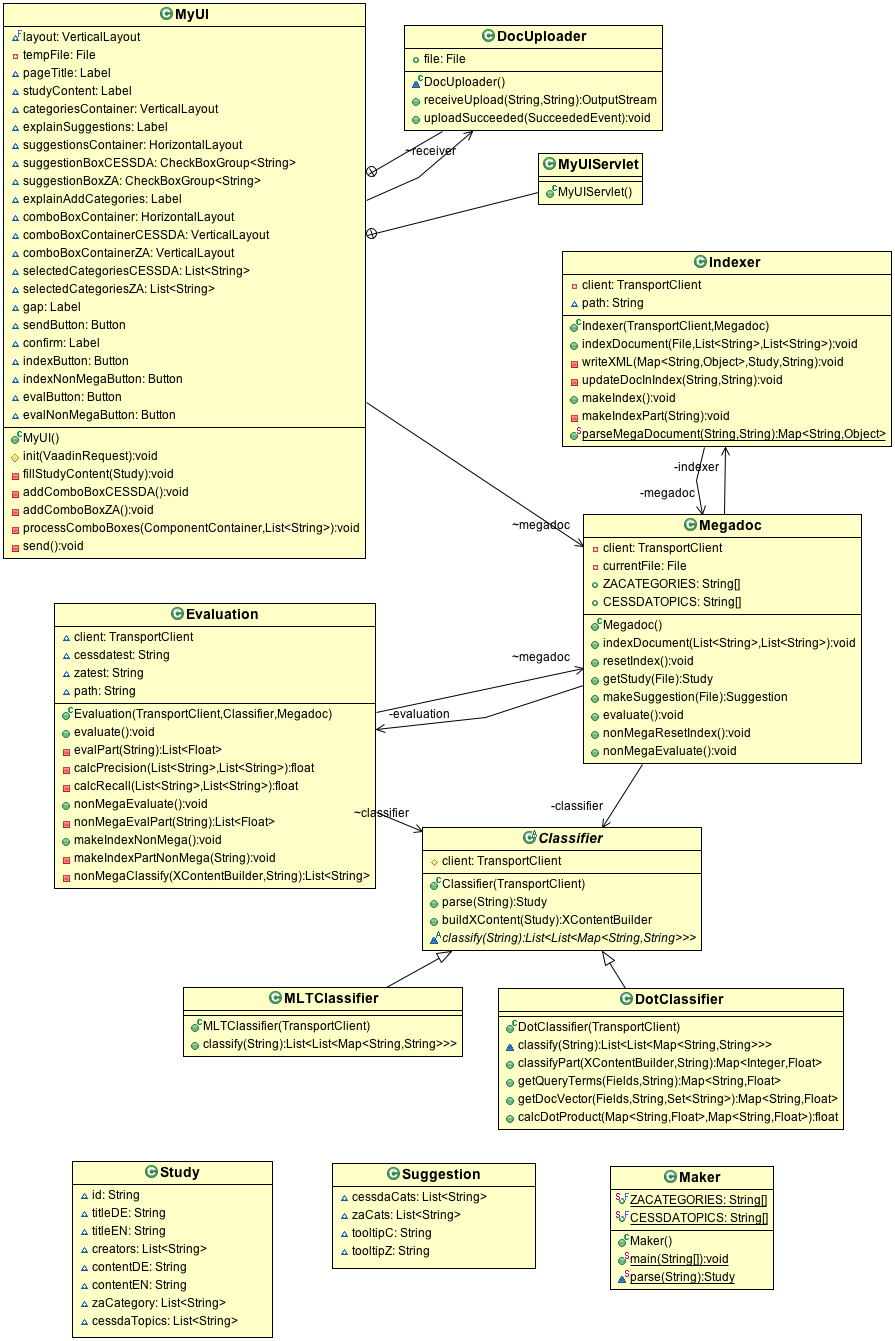 MyUI
layout: VerticalLayout
tempFile: File
pageTitle: Label
studyContent: Label
categoriesContainer: VerticalLayout
explainSuggestions: Label
suggestionsContainer: HorizontalLayout
suggestionBoxCESSDA: CheckBoxGroup<String>
suggestionBoxZA: CheckBoxGroup<String>
explainAddCategories: Label
comboBoxContainer: HorizontalLayout
comboBoxContainerCESSDA: VerticalLayout
comboBoxContainerZA: VerticalLayout
selectedCategoriesCESSDA: List<String>
selectedCategoriesZA: List<String>
gap: Label
sendButton: Button
confirm: Label
indexButton: Button
indexNonMegaButton: Button
evalButton: Button
evalNonMegaButton: Button
MyUI()
init(VaadinRequest):void
fillStudyContent(Study):void
addComboBoxCESSDA():void
addComboBoxZA():void
processComboBoxes(ComponentContainer,List<String>):void
send():void
DocUploader
file: File
DocUploader()
receiveUpload(String,String):OutputStream
uploadSucceeded(SucceededEvent):void
~receiver
MyUIServlet
MyUIServlet()
Indexer
client: TransportClient
path: String
Indexer(TransportClient,Megadoc)
indexDocument(File,List<String>,List<String>):void
writeXML(Map<String,Object>,Study,String):void
updateDocInIndex(String,String):void
makeIndex():void
makeIndexPart(String):void
parseMegaDocument(String,String):Map<String,Object>
-indexer
-megadoc
~megadoc
Megadoc
client: TransportClient
currentFile: File
ZACATEGORIES: String[]
CESSDATOPICS: String[]
Megadoc()
indexDocument(List<String>,List<String>):void
resetIndex():void
getStudy(File):Study
makeSuggestion(File):Suggestion
evaluate():void
nonMegaResetIndex():void
nonMegaEvaluate():void
Evaluation
client: TransportClient
cessdatest: String
zatest: String
path: String
Evaluation(TransportClient,Classifier,Megadoc)
evaluate():void
evalPart(String):List<Float>
calcPrecision(List<String>,List<String>):float
calcRecall(List<String>,List<String>):float
nonMegaEvaluate():void
nonMegaEvalPart(String):List<Float>
makeIndexNonMega():void
makeIndexPartNonMega(String):void
nonMegaClassify(XContentBuilder,String):List<String>
~megadoc
-evaluation
~classifier
-classifier
Classifier
client: TransportClient
Classifier(TransportClient)
parse(String):Study
buildXContent(Study):XContentBuilder
classify(String):List<List<Map<String,String>>>
MLTClassifier
MLTClassifier(TransportClient)
classify(String):List<List<Map<String,String>>>
DotClassifier
DotClassifier(TransportClient)
classify(String):List<List<Map<String,String>>>
classifyPart(XContentBuilder,String):Map<Integer,Float>
getQueryTerms(Fields,String):Map<String,Float>
getDocVector(Fields,String,Set<String>):Map<String,Float>
calcDotProduct(Map<String,Float>,Map<String,Float>):float
Study
id: String
titleDE: String
titleEN: String
creators: List<String>
contentDE: String
contentEN: String
zaCategory: List<String>
cessdaTopics: List<String>
Suggestion
cessdaCats: List<String>
zaCats: List<String>
tooltipC: String
tooltipZ: String
Maker
ZACATEGORIES: String[]
CESSDATOPICS: String[]
Maker()
main(String[]):void
parse(String):Study